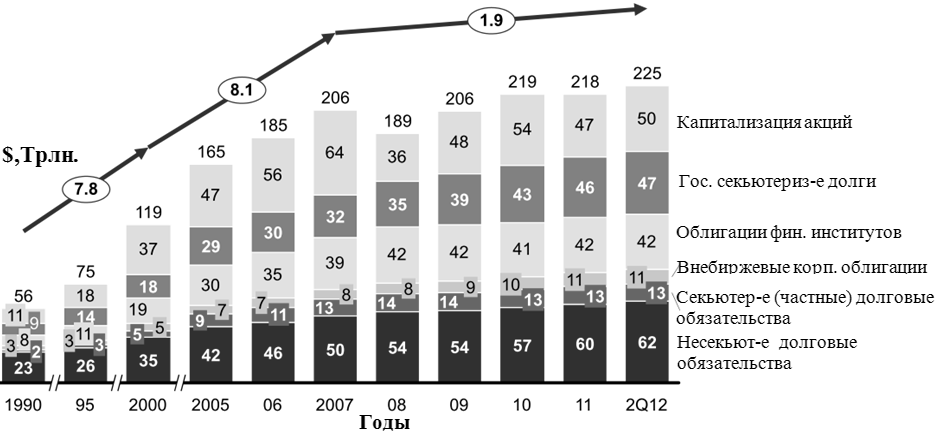 1.9
8.1
7.8
$,Трлн.
56 75 119 165 185 206 189 206 219 218 225
11 18 37 47 56 64 36 48 54 47 50
9 14 18 29 30 32 35 39 43 46 47
8 11 19 30 35 39 42 42 41 42 42
3 3 5 7 7 8 8 9 10 11 11
2 3 5 9 11 13 14 14 13 13 13
23 26 35 42 46 50 54 54 57 60 62
Капитализация акций
Гос. секьютериз-е долги
Облигации фин. институтов
Внебиржевые корп. облигации
Секьютер-е (частные) долговые
обязательства
Несекьют-е долговые
обязательства
1990 95 2000 2005 06 2007 08 09 10 11 2Q12
Годы